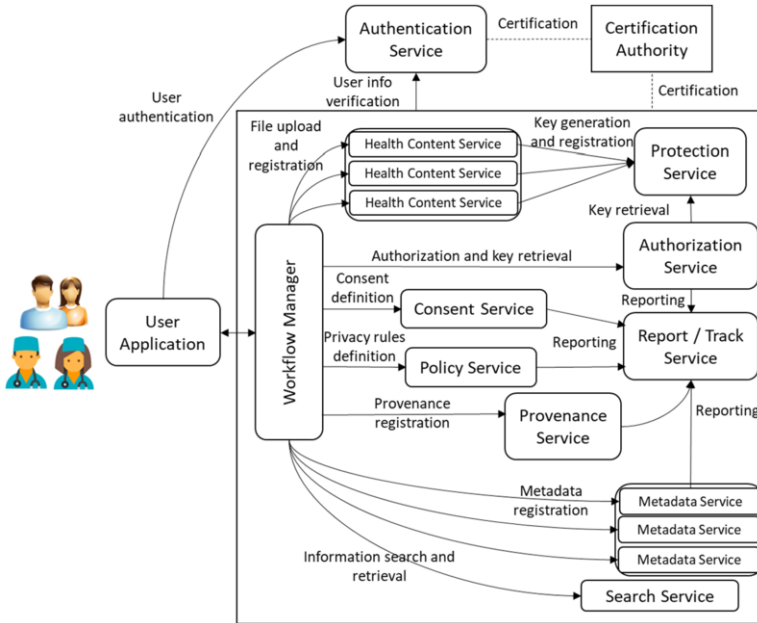 Authentication
Service
Certification
Certification
Authority
User info
verification
Certification
User
authentication
File upload
and
registration
Health Content Service
Health Content Service
Health Content Service
Key generation
and registration
Protection
Service
Key retrieval
Workflow Manager
Authorization and key retrieval
Authorization
Service
Consent
definition
Consent Service
Reporting
User
Application
Privacy rules
definition
Policy Service
Reporting
Report / Track
Service
Provenance
registration
Provenance
Service
Reporting
Metadata
registration
Metadata Service
Metadata Service
Metadata Service
Information search and
retrieval
Search Service